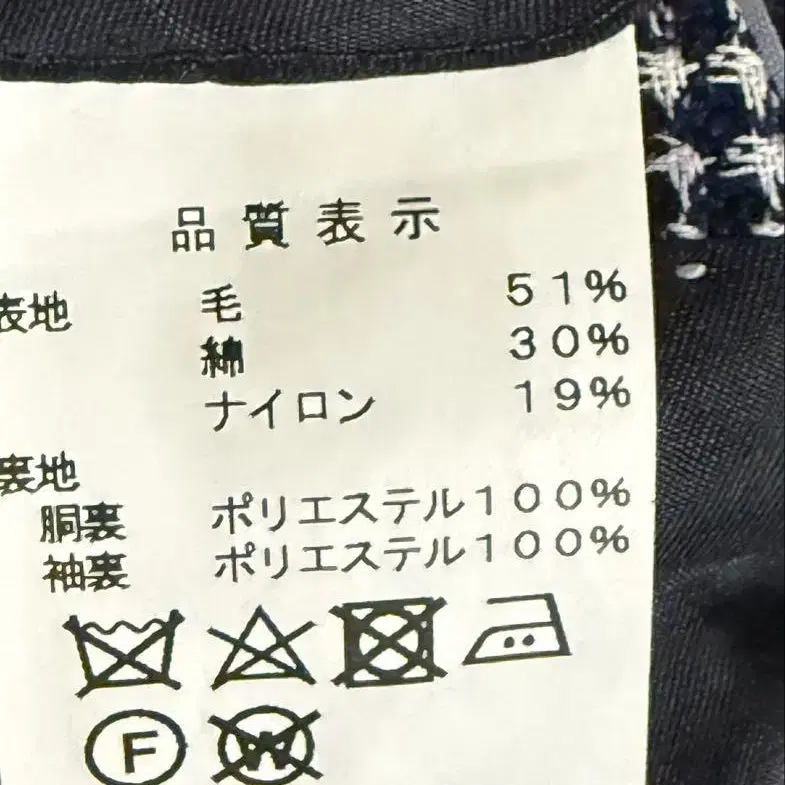 品質表示
表地 毛 51%
綿 30%
ナイロン 19%
裏地
胴裏 ポリエステル100%
袖裏 ポリエステル100%
F W